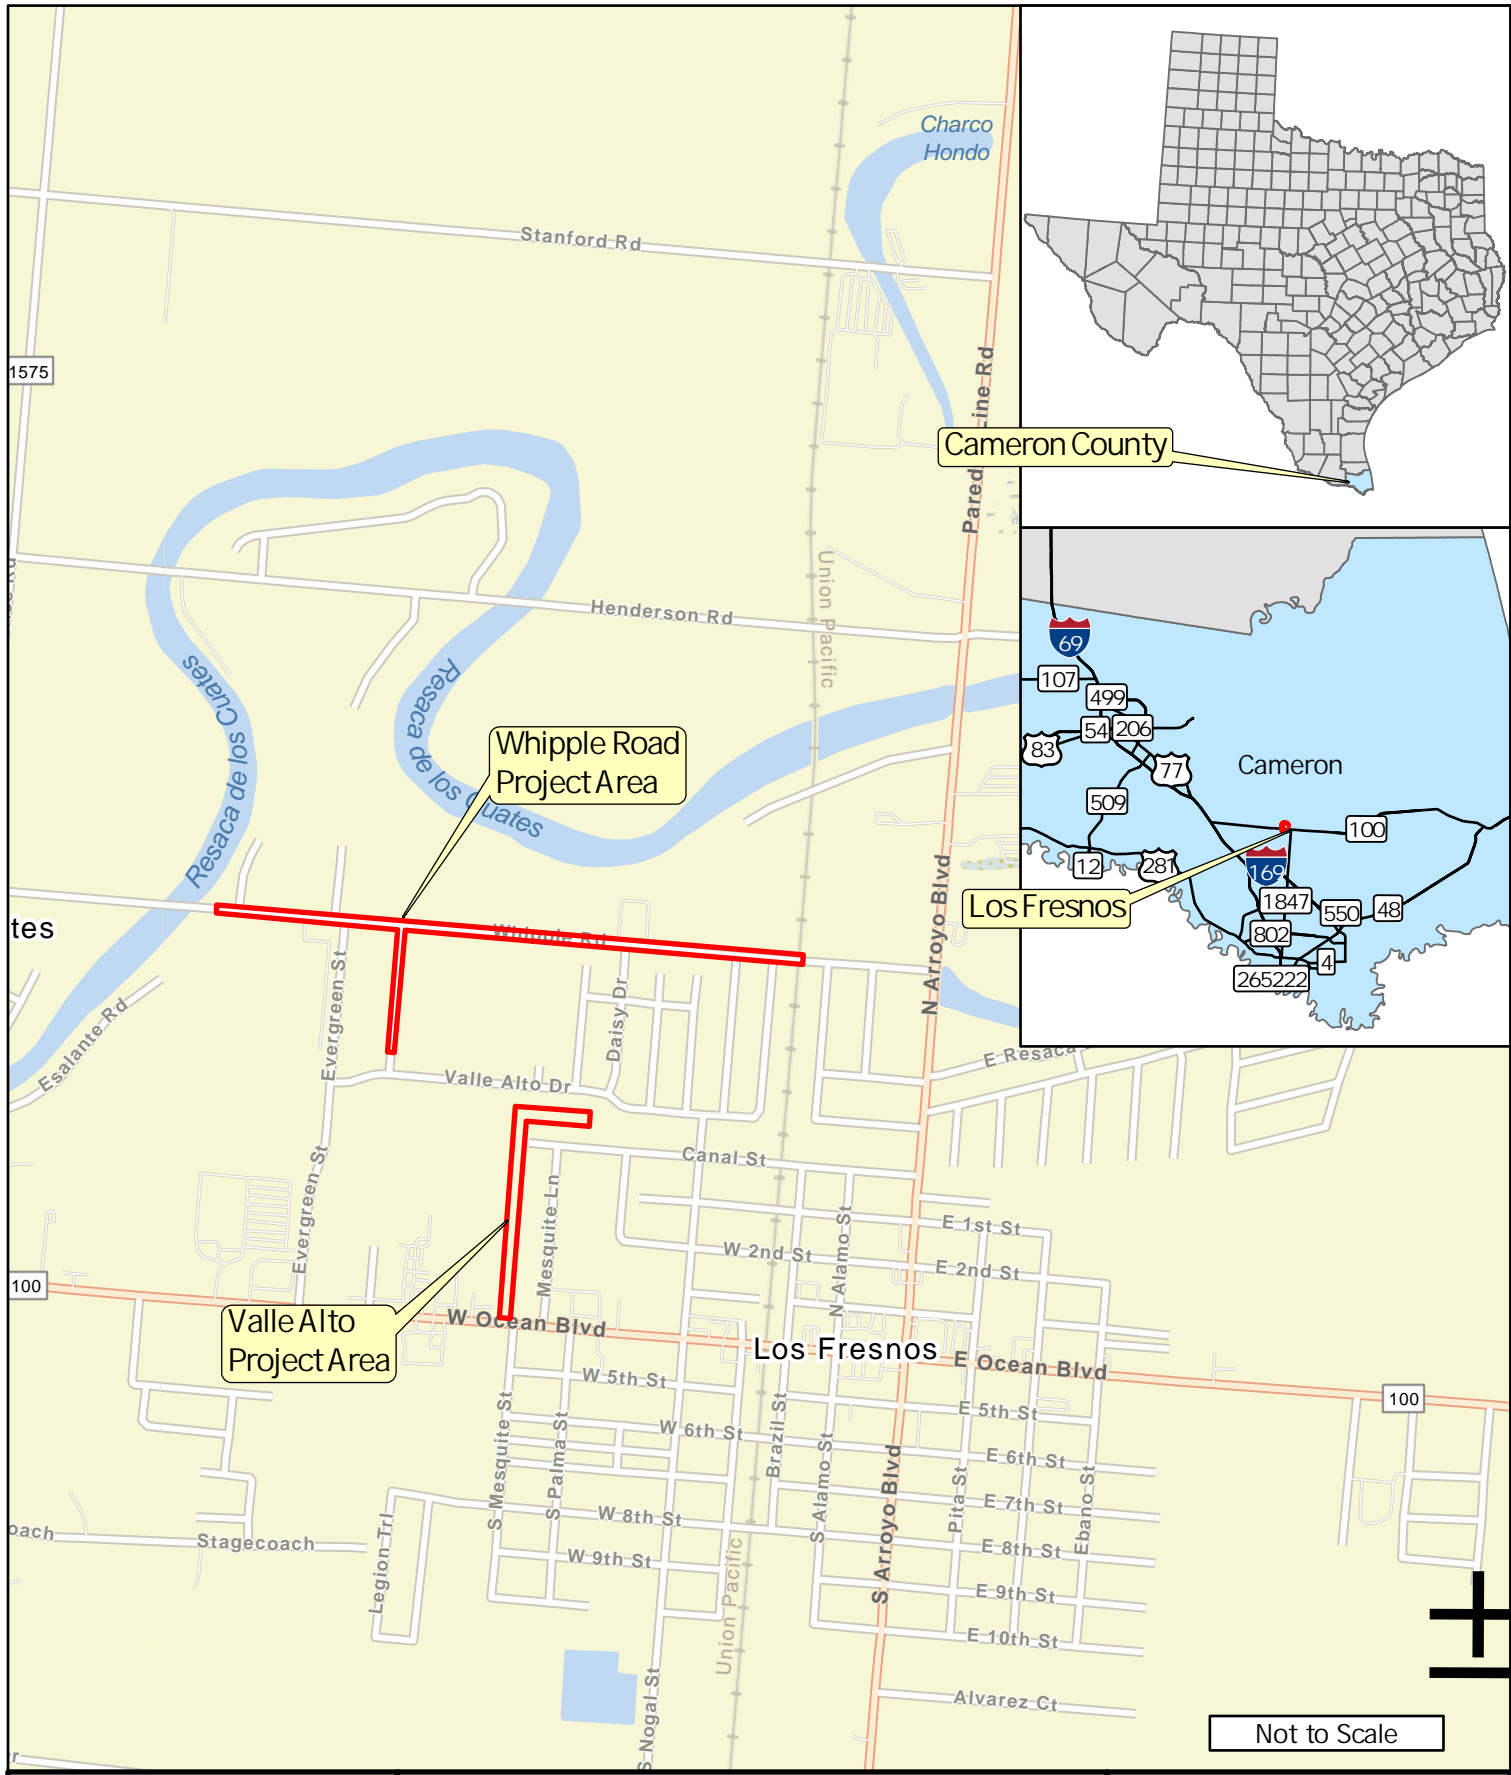 Charco
Hondo
Stanford Rd
1575
Line Rd
Cameron County
Union Pacific
Henderson Rd
Resaca de los Cuates
Resaca de los Cuates
Whipple Road
Project Area
69
107
499
54
206
83
77
Cameron
509
100
12
281
169
Los Fresnos
1847
550
48
802
4
265222
tes
Whipple Rd
N Arroyo Blvd
Evergreen St
Daisy Dr
Esalante Rd
E Resaca
Valle Alto Dr
Canal St
Evergreen St
Mesquite Ln
N Alamo St
E 1st St
W 2nd St
E 2nd St
100
Valle Alto
Project Area
W Ocean Blvd
Los Fresnos
E Ocean Blvd
100
W 5th St
E 5th St
S Mesquite St
S Palma St
W 6th St
Brazil St
S Alamo St
E 6th St
S Arroyo Blvd
Pita St
Ebano St
E 7th St
W 8th St
oach
Stagecoach
Legion Trl
E 8th St
W 9th St
Union Pacific
E 9th St
E 10th St
S Nogal St
Alvarez Ct
Not to Scale